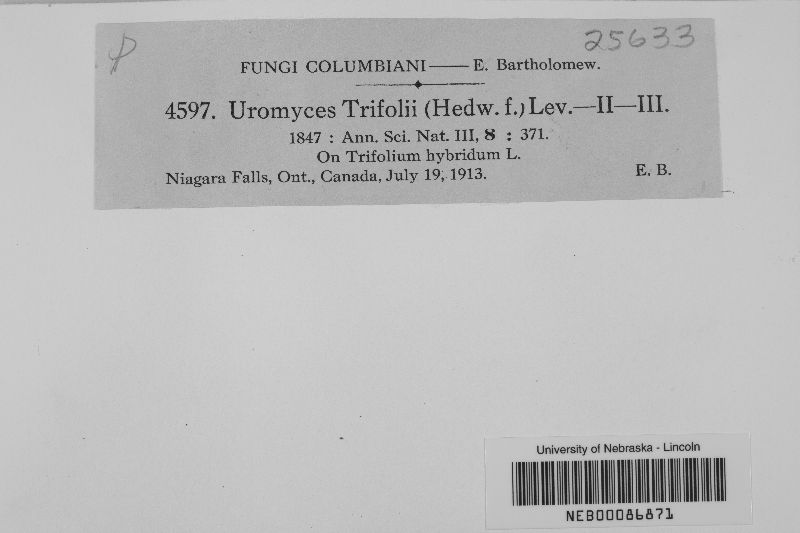 25633
FUNGI COLUMBIANI—E. Bartholomew.
4597. Uromyces Trifolii (Hedw. f.) Lev.—II—III.
1847 : Ann. Sci. Nat. III, 8 : 371.
On Trifolium hybridum L.
Niagara Falls, Ont., Canada, July 19, 1913. E. B.
University of Nebraska - Lincoln
NEB00086871